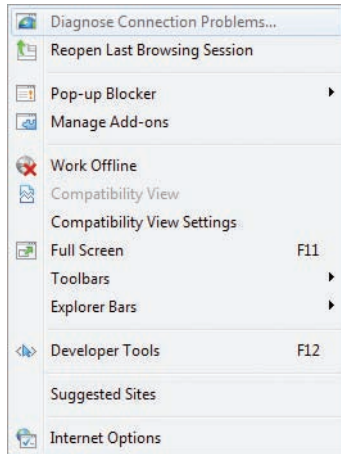 Diagnose Connection Problems...
Reopen Last Browsing Session
Pop-up Blocker
Manage Add-ons
Work Offline
Compatibility View
Compatibility View Settings
Full Screen F11
Toolbars
Explorer Bars
Developer Tools F12
Suggested Sites
Internet Options